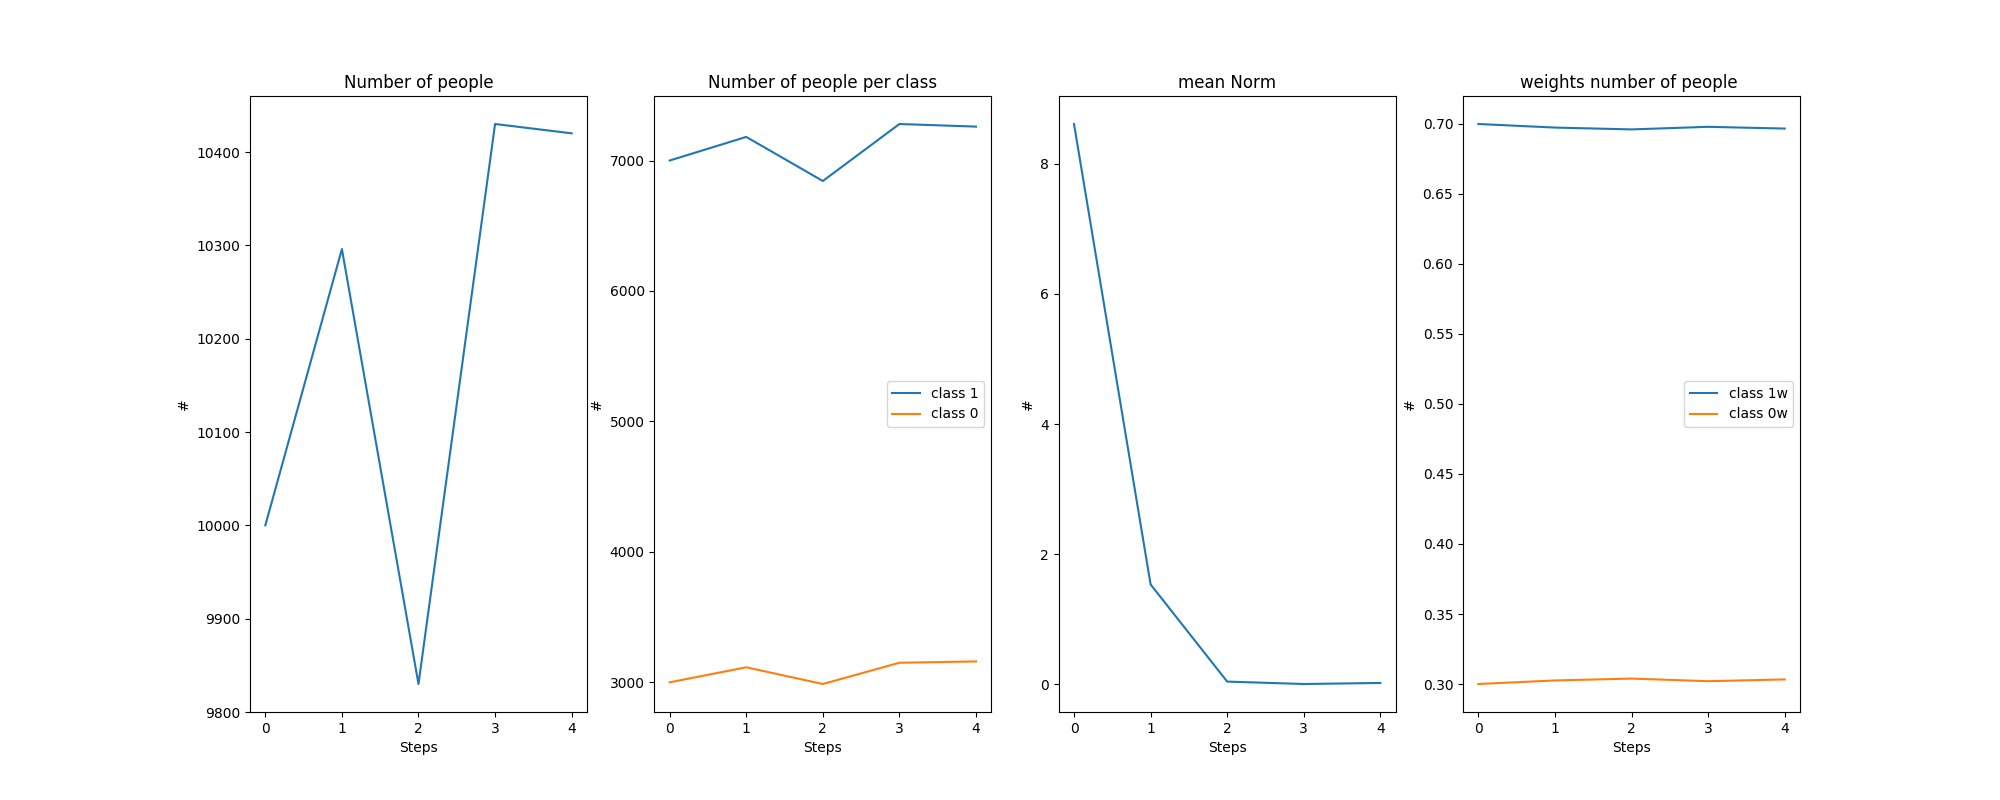 Number of people
10400
10300
10200
10100
10000
9900
9800
#
0 1 2 3 4
Steps
Number of people per class
7000
6000
5000
4000
3000
#
class 1
class 0
0 1 2 3 4
Steps
mean Norm
8
6
4
2
0
#
0 1 2 3 4
Steps
weights number of people
0.70
0.65
0.60
0.55
0.50
0.45
0.40
0.35
0.30
#
class 1w
class 0w
0 1 2 3 4
Steps